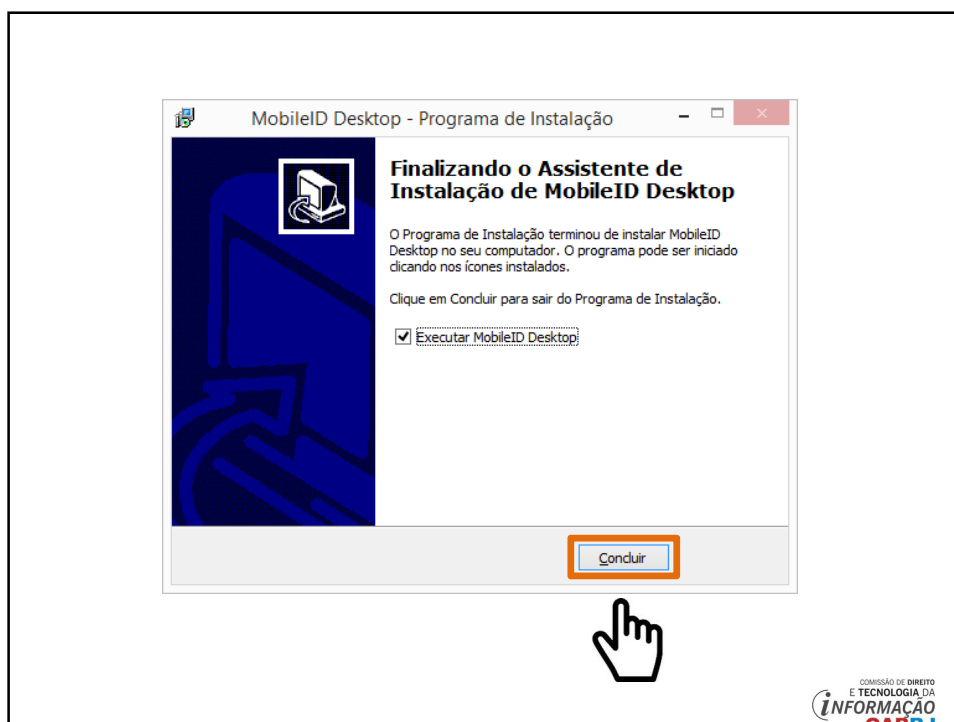 MobileID Desktop - Programa de Instalação
Finalizando o Assistente de
Instalação de MobileID Desktop
O Programa de Instalação terminou de instalar MobileID
Desktop no seu computador. O programa pode ser iniciado
clicando nos ícones instalados.
Clique em Concluir para sair do Programa de Instalação.
Executar MobileID Desktop
Concluir
COMISSÃO DE DIREITO
E TECNOLOGIA DA
iNFORMAÇÃO
OABRJ